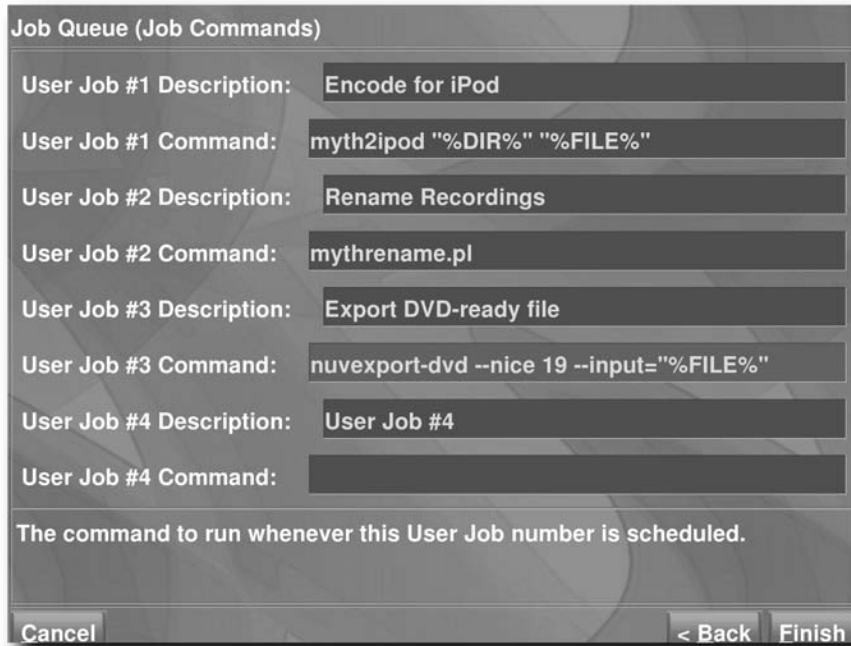 Job Queue (Job Commands)
User Job #1 Description: Encode for iPod
User Job #1 Command: myth2ipod "%DIR%" "%FILE%"
User Job #2 Description: Rename Recordings
User Job #2 Command: mythrename.pl
User Job #3 Description: Export DVD-ready file
User Job #3 Command: nuvexport-dvd --nice 19 --input="%FILE%"
User Job #4 Description: User Job #4
User Job #4 Command:
The command to run whenever this User Job number is scheduled.
Cancel < Back Finish